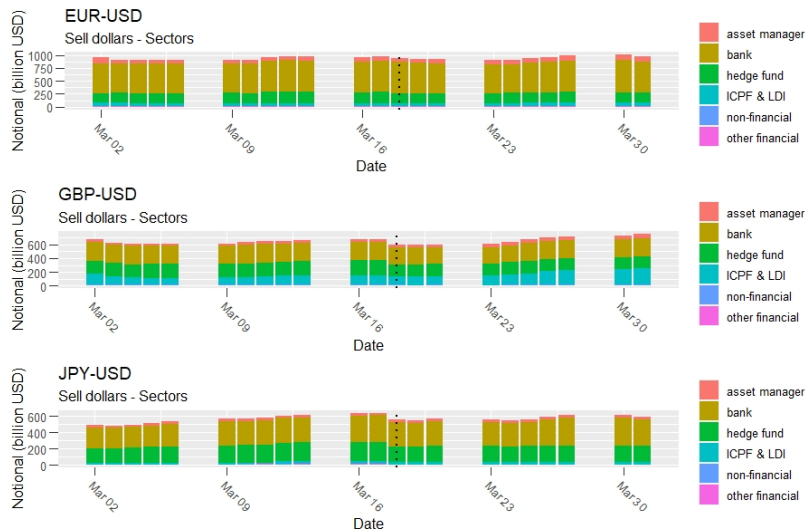 EUR-USD
Sell dollars - Sectors
Notional (billion USD)
1000
750
500
250
0
Mar 02
Mar 09
Mar 16
Mar 23
Mar 30
Date
asset manager
bank
hedge fund
ICPF & LDI
non-financial
other financial
GBP-USD
Sell dollars - Sectors
Notional (billion USD)
600
400
200
0
Mar 02
Mar 09
Mar 16
Mar 23
Mar 30
Date
asset manager
bank
hedge fund
ICPF & LDI
non-financial
other financial
JPY-USD
Sell dollars - Sectors
Notional (billion USD)
600
400
200
0
Mar 02
Mar 09
Mar 16
Mar 23
Mar 30
Date
asset manager
bank
hedge fund
ICPF & LDI
non-financial
other financial